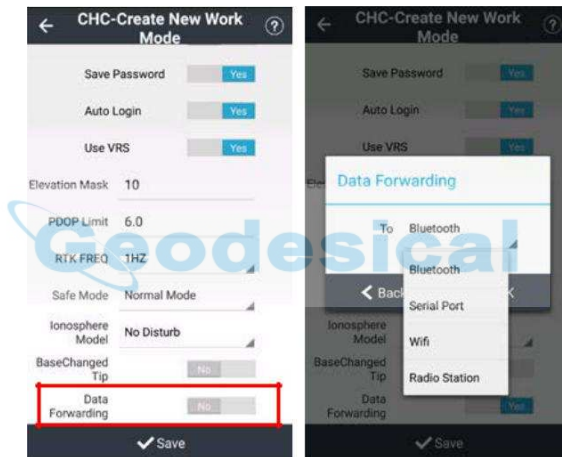 CHC-Create New Work
Mode
?
Save Password Yes
Auto Login Yes
Use VRS Yes
Elevation Mask 10
PDOP Limit 6.0
RTK FREQ 1HZ
Safe Mode Normal Mode
Ionosphere
Model No Disturb
BaseChanged
Tip No
Data
Forwarding No
Save
CHC-Create New Work
Mode
?
Save Password Yes
Auto Login Yes
Use VRS Yes
Data Forwarding
To Bluetooth
Bluetooth
Serial Port
Wifi
Radio Station
Back
Ionosphere
Model
BaseChanged
Tip
Data
Forwarding Yes
Save
Geodesical